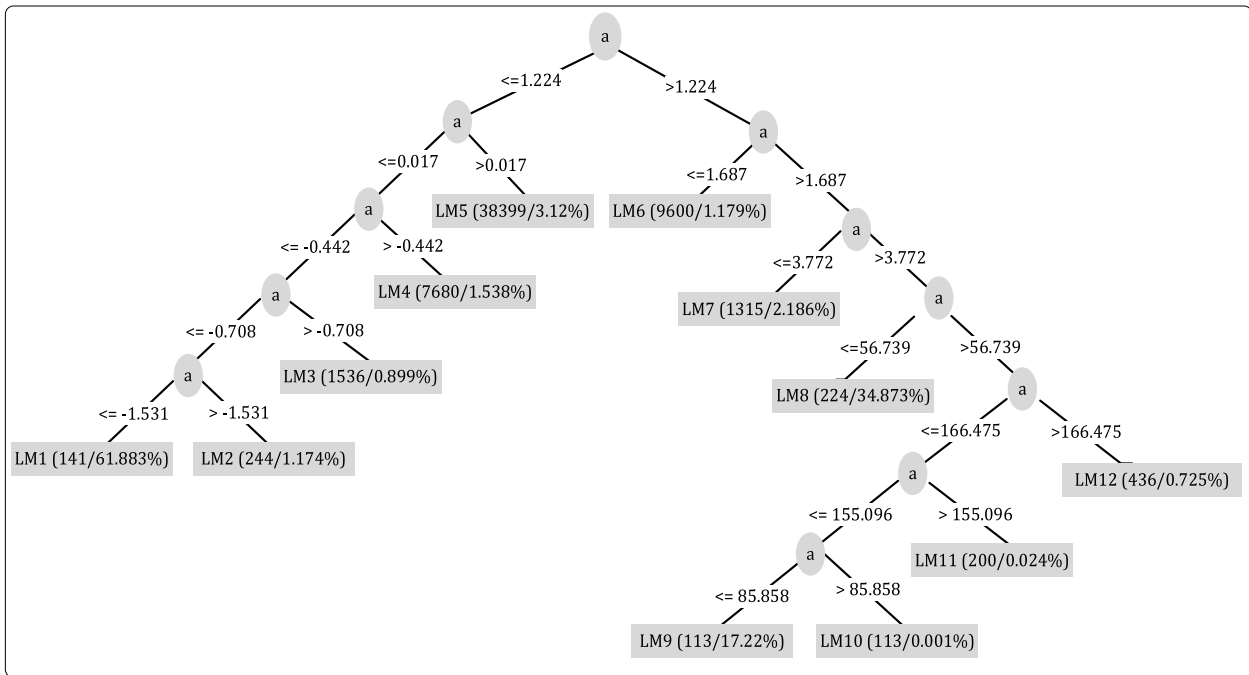 a
<=1.224
>1.224
a
a
<=0.017
>0.017
<=1.687
>1.687
a
LM5 (38399/3.12%)
LM6 (9600/1.179%)
a
<= -0.442
> -0.442
<=3.772
>3.772
a
LM4 (7680/1.538%)
LM7 (1315/2.186%)
a
<= -0.708
> -0.708
<=56.739
>56.739
a
LM3 (1536/0.899%)
LM8 (224/34.873%)
a
<= -1.531
> -1.531
<=166.475
>166.475
LM1 (141/61.883%)
LM2 (244/1.174%)
a
LM12 (436/0.725%)
<= 155.096
> 155.096
a
LM11 (200/0.024%)
<= 85.858
> 85.858
LM9 (113/17.22%)
LM10 (113/0.001%)